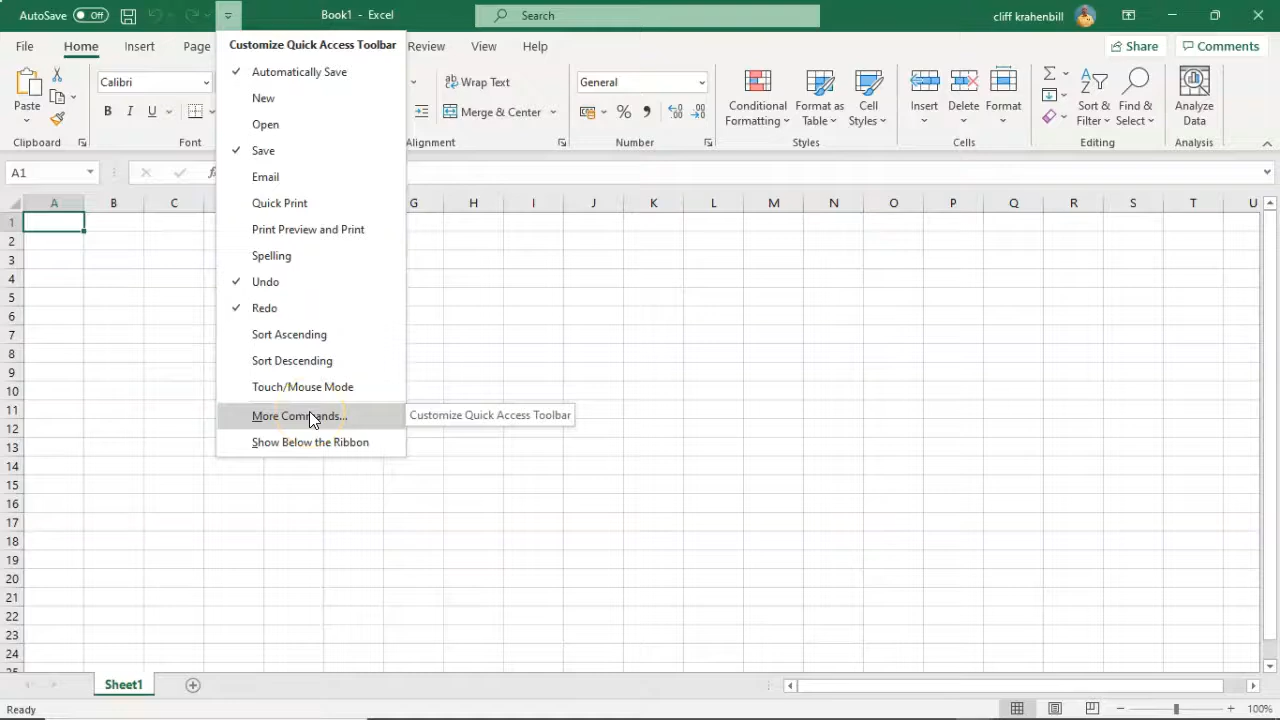 AutoSave Off Book1 - Excel Search cliff krahenbill
File Home Insert Page Review View Help Share Comments
Customize Quick Access Toolbar
Automatically Save
New
Open
Save
Email
Quick Print
Print Preview and Print
Spelling
Undo
Redo
Sort Ascending
Sort Descending
Touch/Mouse Mode
More Commands...
Show Below the Ribbon
Customize Quick Access Toolbar
Paste
Clipboard
Calibri
B I U
Font
Wrap Text
Merge & Center
Alignment
General
% 
Number
Conditional Formatting
Format as Table
Cell Styles
Styles
Insert
Delete
Format
Cells
Sort & Filter
Find & Select
Editing
Analyze Data
Analysis
A1
A B C G H I J K L M N O P Q R S T U
1
2
3
4
5
6
7
8
9
10
11
12
13
14
15
16
17
18
19
20
21
22
23
24
25
Sheet1
Ready 100%